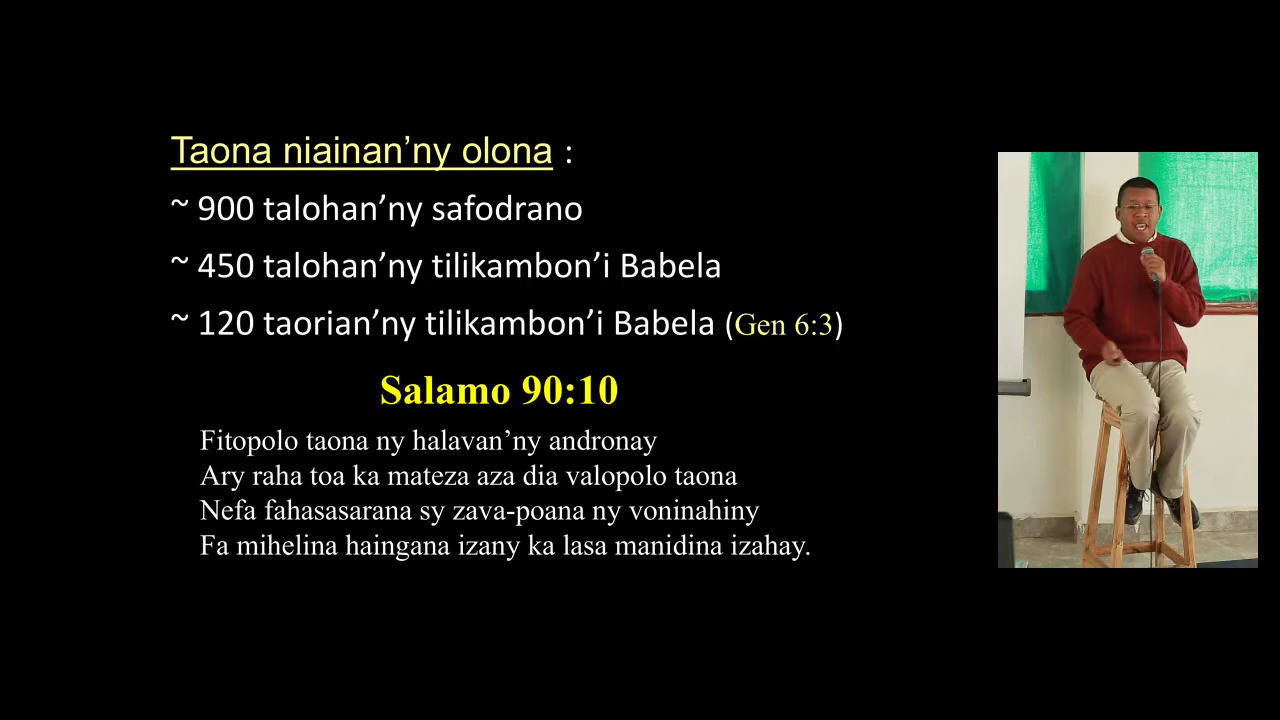 Taona niainan’ny olona :
~ 900 talohan’ny safodrano
~ 450 talohan’ny tilikambon’i Babela
~ 120 taorian’ny tilikambon’i Babela (Gen 6:3)
Salamo 90:10
Fitopolo taona ny halavan’ny andronay
Ary raha toa ka mateza aza dia valopolo taona
Nefa fahasasarana sy zava-poana ny voninahiny
Fa mihelina haingana izany ka lasa manidina izahay.